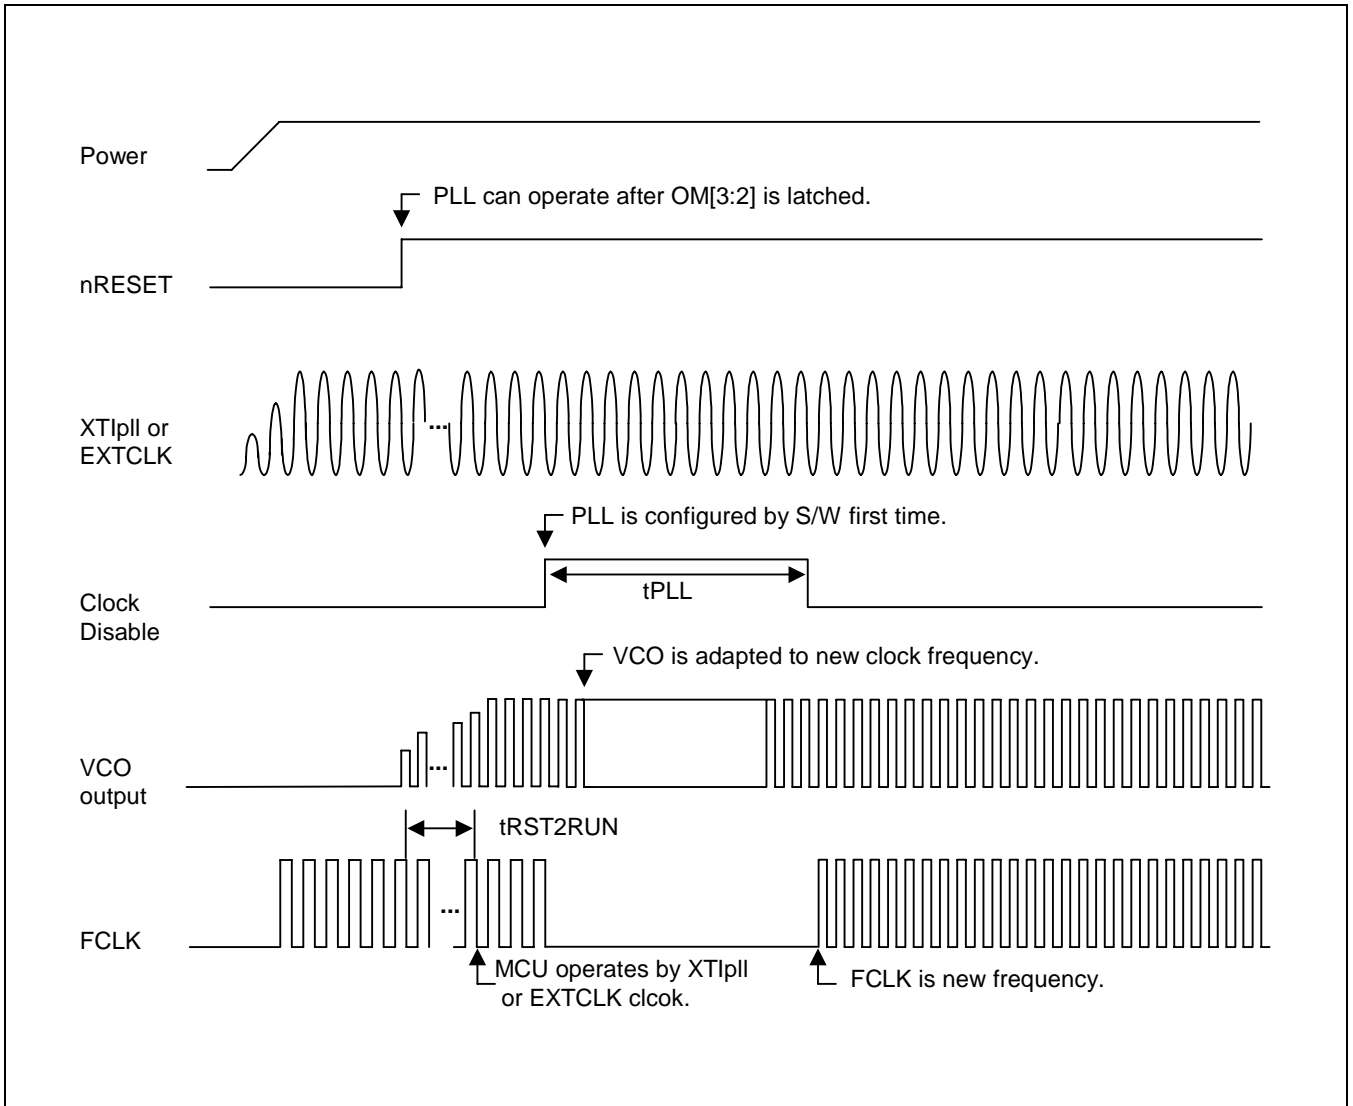 Power
PLL can operate after OM[3:2] is latched.
nRESET
XTIpll or
EXTCLK
...
PLL is configured by S/W first time.
tPLL
Clock
Disable
VCO is adapted to new clock frequency.
VCO
output
...
tRST2RUN
FCLK
...
MCU operates by XTIpll
or EXTCLK clcok.
FCLK is new frequency.